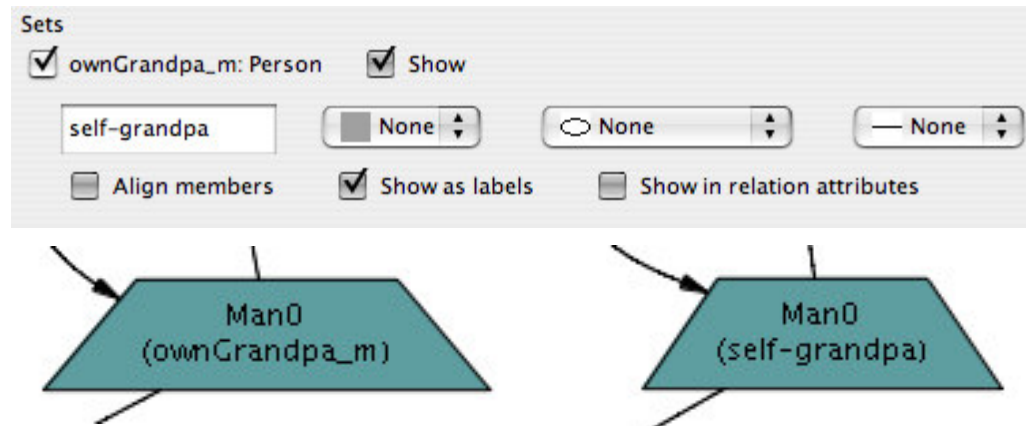 Sets
ownGrandpa_m: Person Show
self-grandpa None None None
Align members Show as labels Show in relation attributes
Man0
(ownGrandpa_m)
Man0
(self-grandpa)